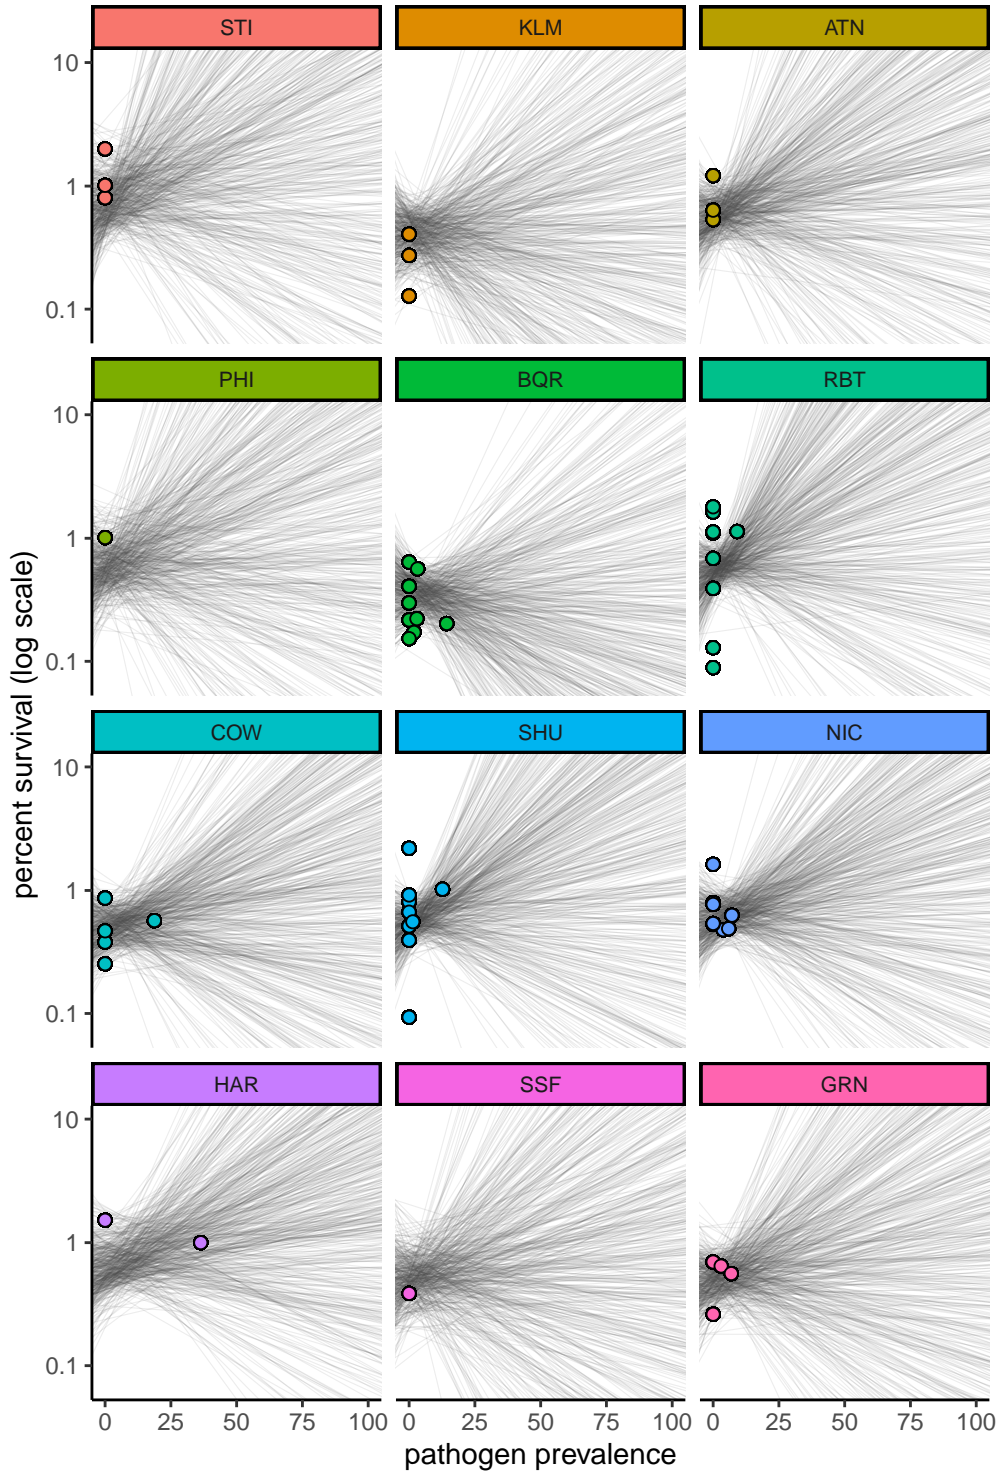 STI KLM ATN
10
1
0.1
PHI BQR RBT
10
1
0.1
COW SHU NIC
10
1
0.1
HAR SSF GRN
10
1
0.1
0 25 50 75 100 0 25 50 75 100 0 25 50 75 100
pathogen prevalence
percent survival (log scale)